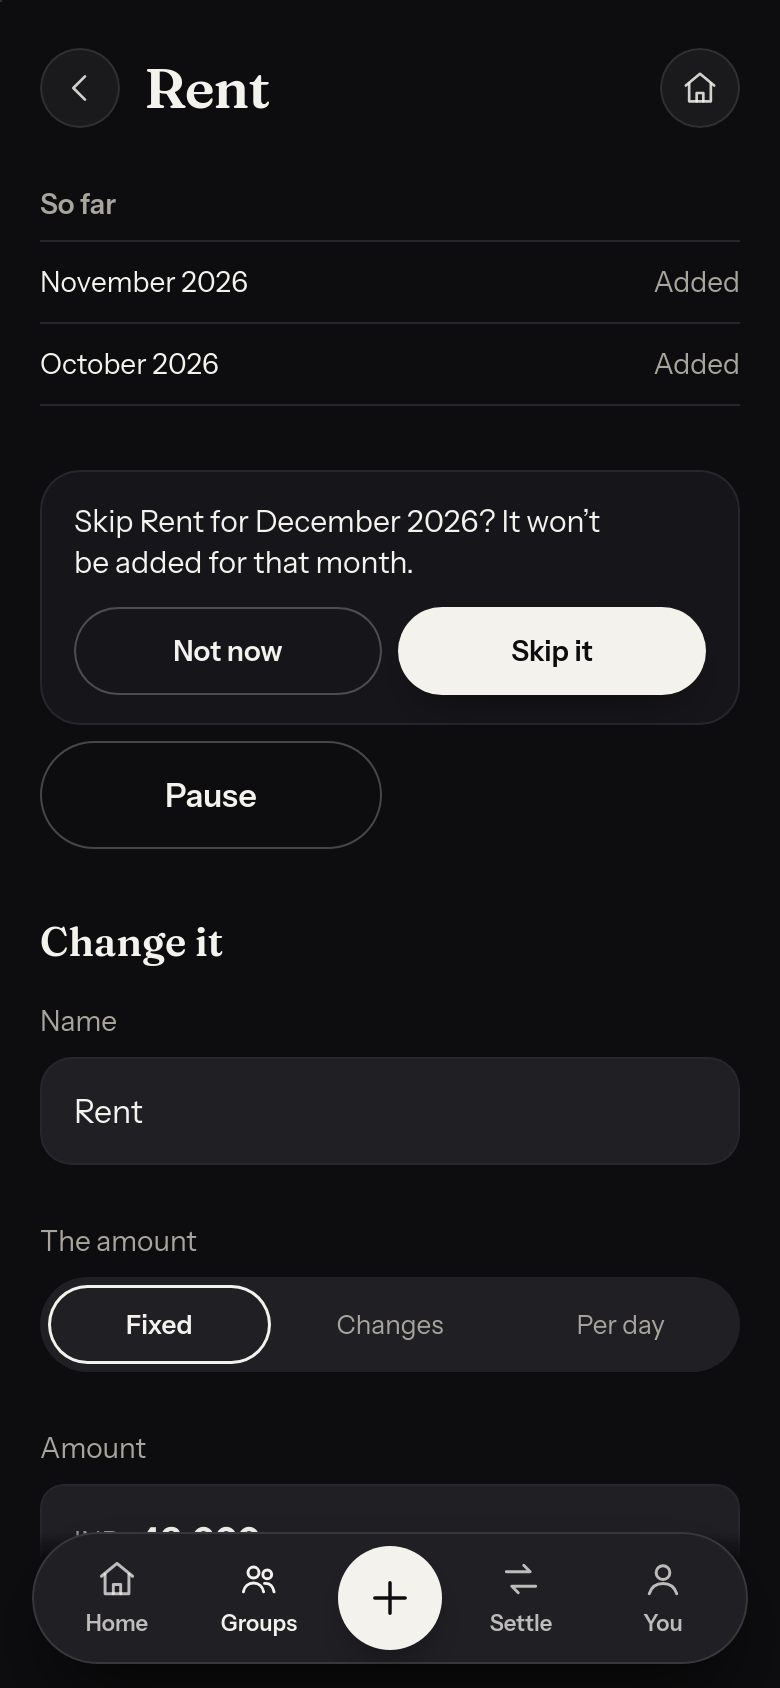 Rent
So far
November 2026 Added
October 2026 Added
Skip Rent for December 2026? It won’t
be added for that month.
Not now Skip it
Pause
Change it
Name
Rent
The amount
Fixed Changes Per day
Amount
Home Groups Settle You